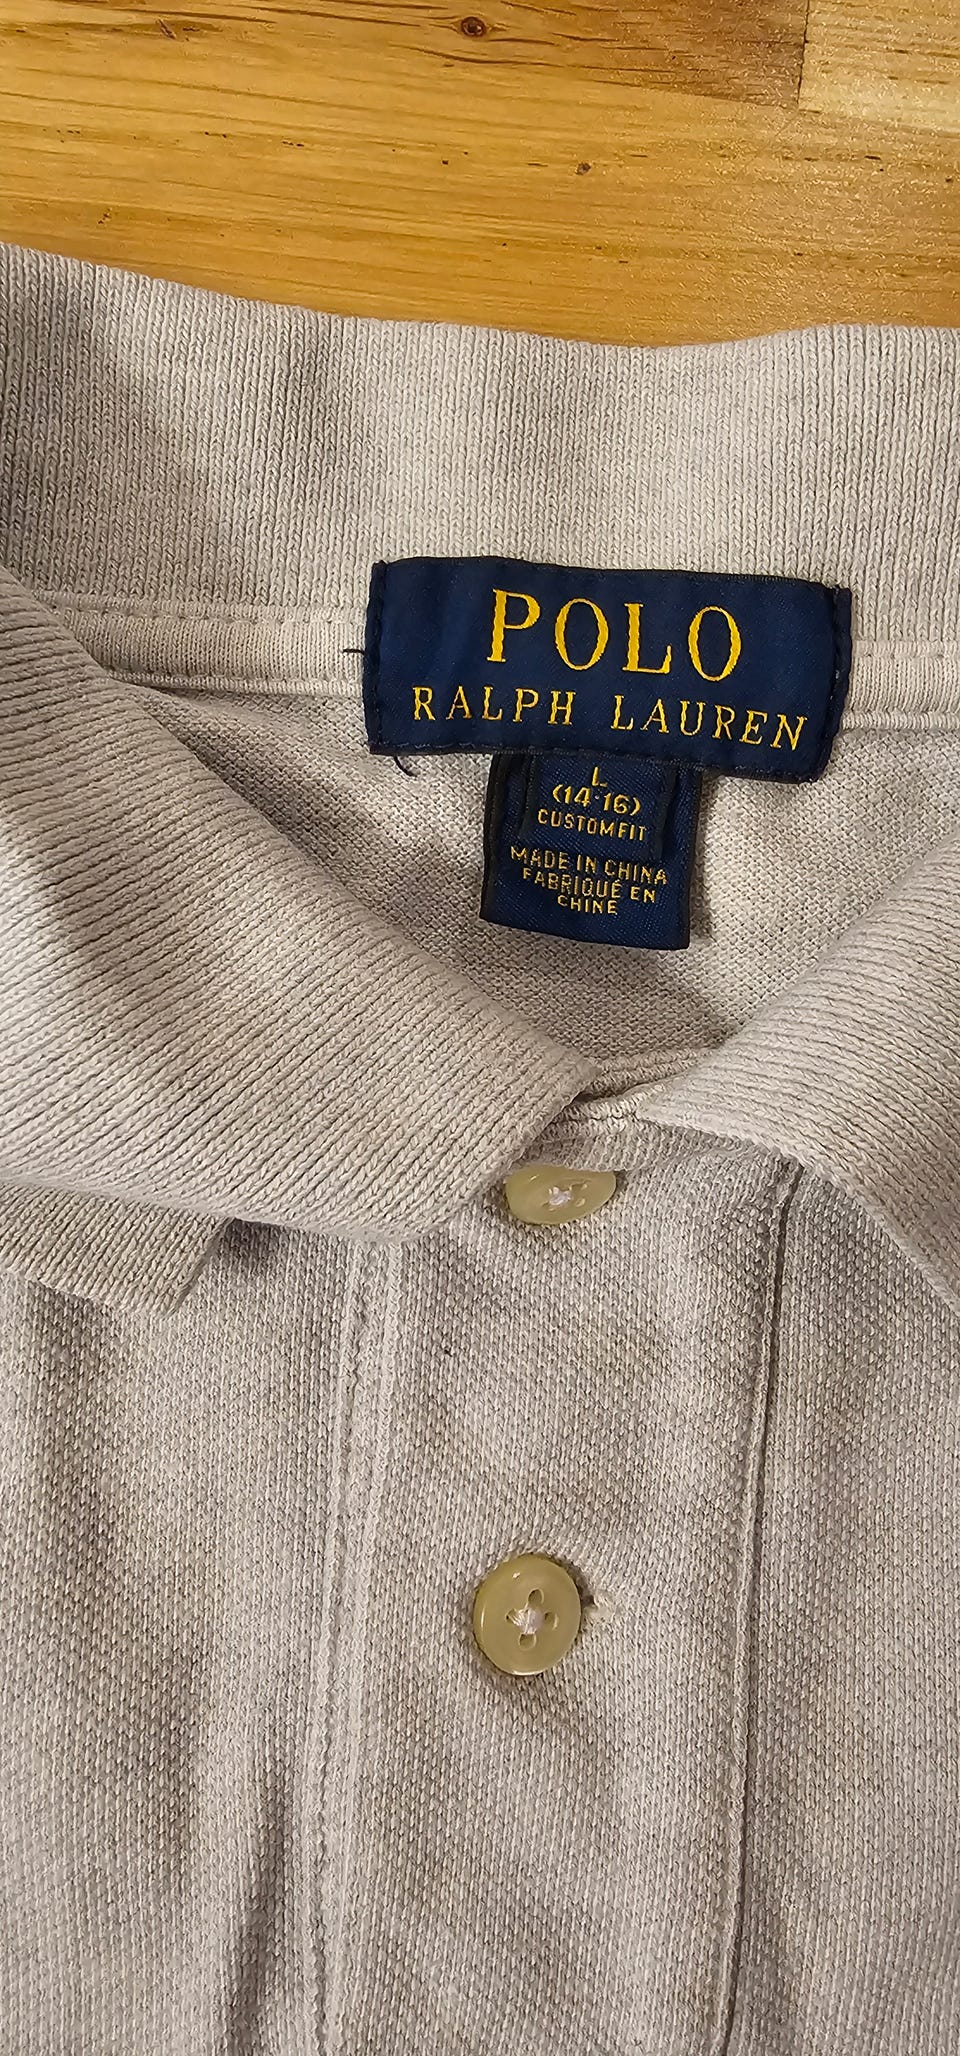 POLO
RALPH LAUREN
L
(14-16)
CUSTOM FIT
MADE IN CHINA
FABRIQUÉ EN
CHINE